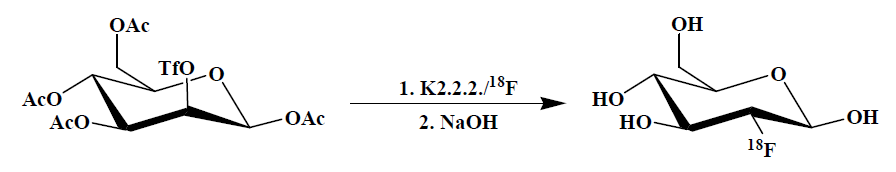 OAc
TfO
O
AcO
AcO
OAc
1. K2.2.2./¹⁸F
2. NaOH
OH
O
HO
HO
OH
¹⁸F